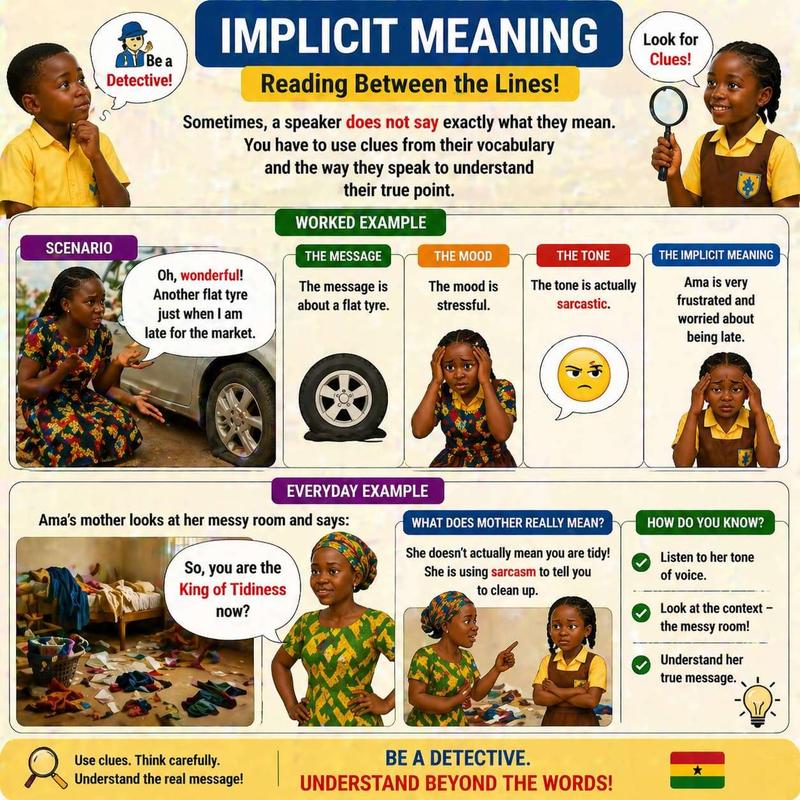 Be a
Detective!
IMPLICIT MEANING
Reading Between the Lines!
Look for
Clues!
Sometimes, a speaker does not say exactly what they mean.
You have to use clues from their vocabulary
and the way they speak to understand
their true point.
WORKED EXAMPLE
SCENARIO
Oh, wonderful!
Another flat tyre
just when I am
late for the market.
THE MESSAGE
The message is
about a flat tyre.
THE MOOD
The mood is
stressful.
THE TONE
The tone is actually
sarcastic.
THE IMPLICIT MEANING
Ama is very
frustrated and
worried about
being late.
EVERYDAY EXAMPLE
Ama's mother looks at her messy room and says:
So, you are the
King of Tidiness
now?
WHAT DOES MOTHER REALLY MEAN?
She doesn't actually mean you are tidy!
She is using sarcasm to tell you
to clean up.
HOW DO YOU KNOW?
Listen to her tone
of voice.
Look at the context –
the messy room!
Understand her
true message.
Use clues. Think carefully.
Understand the real message!
BE A DETECTIVE.
UNDERSTAND BEYOND THE WORDS!